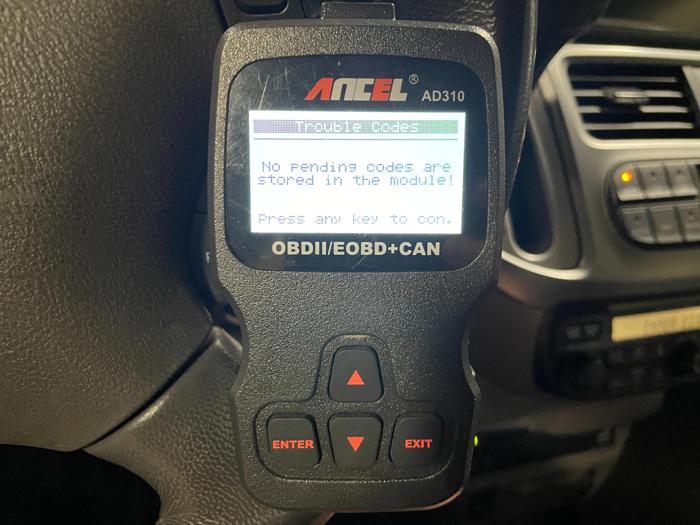 ANCEL®
AD310
Trouble Codes
No pending codes are
stored in the module!
Press any key to con.
OBDII/EOBD+CAN
ENTER
EXIT